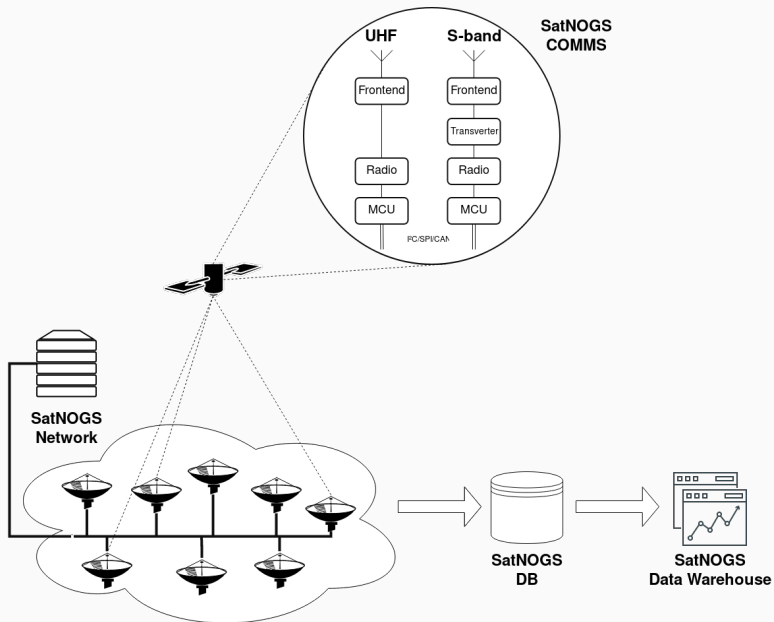 SatNOGS
COMMS
UHF
S-band
Frontend
Frontend
Transverter
Radio
Radio
MCU
MCU
I²C/SPI/CAN
SatNOGS
Network
SatNOGS
DB
SatNOGS
Data Warehouse